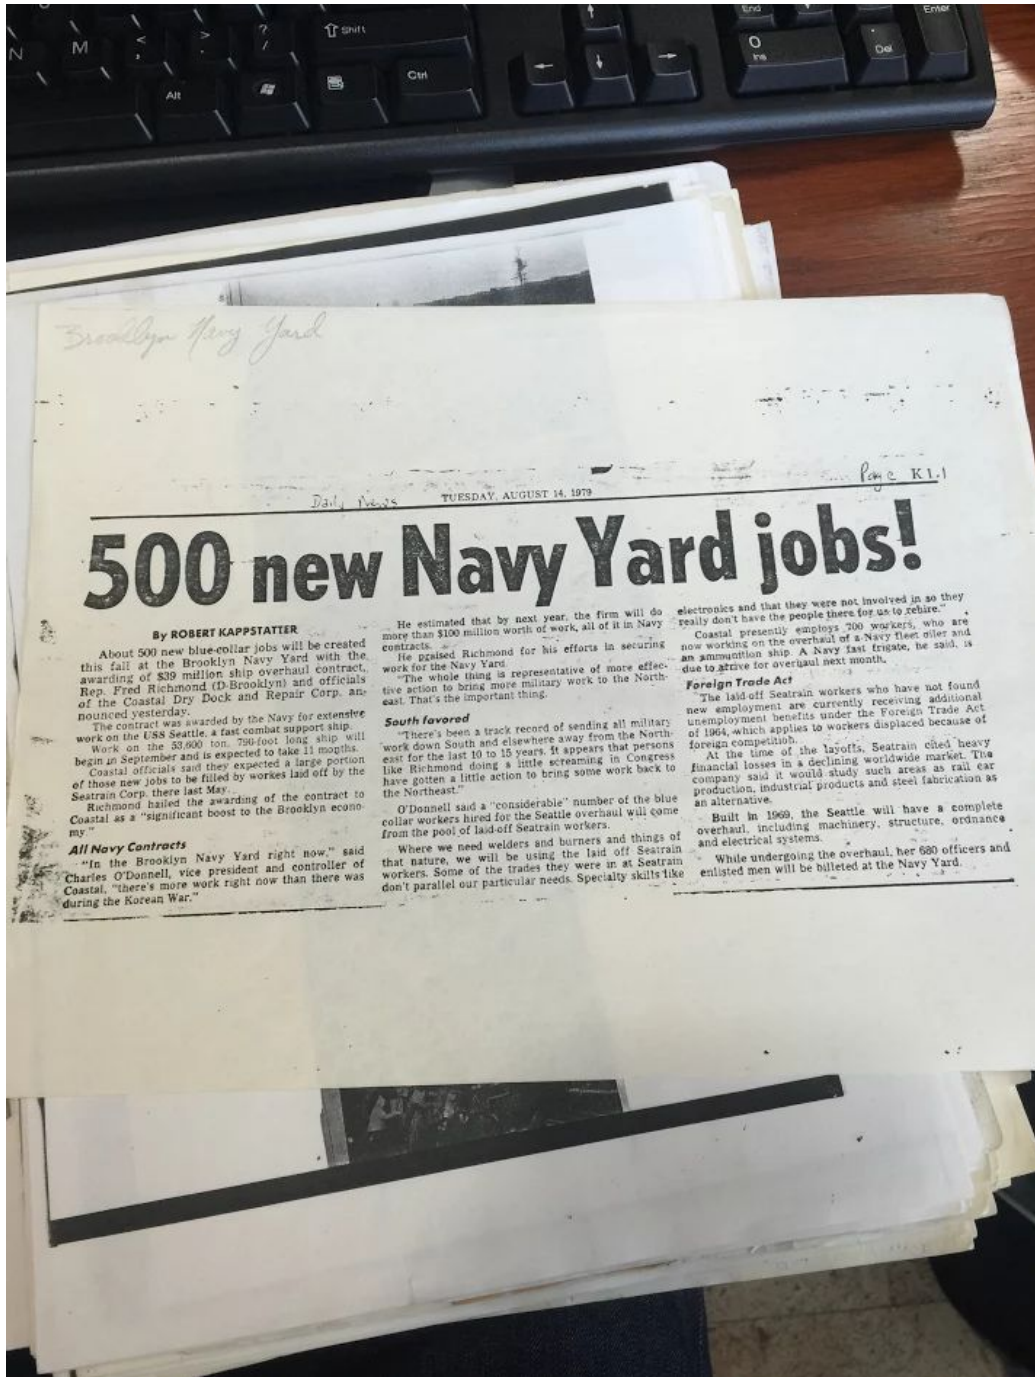 End
Enter
N
M
<
,
>
.
?
/
Shift
0
Ins
.
Del
Alt
Ctrl
Brooklyn Navy Yard
Daily News
TUESDAY, AUGUST 14, 1979
Page K1.1
500 new Navy Yard jobs!
By ROBERT KAPPSTATTER
About 500 new blue-collar jobs will be created
this fall at the Brooklyn Navy Yard with the
awarding of $39 million ship overhaul contract,
Rep. Fred Richmond (D-Brooklyn) and officials
of the Coastal Dry Dock and Repair Corp. an-
nounced yesterday.
The contract was awarded by the Navy for extensive
work on the USS Seattle, a fast combat support ship.
Work on the 53,600 ton, 796-foot long ship will
begin in September and is expected to take 11 months.
Coastal officials said they expected a large portion
of those new jobs to be filled by workes laid off by the
Seatrain Corp. there last May.
Richmond hailed the awarding of the contract to
Coastal as a "significant boost to the Brooklyn econo-
my."
All Navy Contracts
"In the Brooklyn Navy Yard right now," said
Charles O'Donnell, vice president and controller of
Coastal, "there's more work right now than there was
during the Korean War."
He estimated that by next year, the firm will do
more than $100 million worth of work, all of it in Navy
contracts.
He praised Richmond for his efforts in securing
work for the Navy Yard.
"The whole thing is representative of more effec-
tive action to bring more military work to the North-
east. That's the important thing.
South favored
"There's been a track record of sending all military
work down South and elsewhere away from the North-
east for the last 10 to 15 years. It appears that persons
like Richmond doing a little screaming in Congress
have gotten a little action to bring some work back to
the Northeast."
O'Donnell said a "considerable" number of the blue
collar workers hired for the Seattle overhaul will come
from the pool of laid-off Seatrain workers.
Where we need welders and burners and things of
that nature, we will be using the laid off Seatrain
workers. Some of the trades they were in at Seatrain
don't parallel our particular needs. Specialty skills like
electronics and that they were not involved in so they
really don't have the people there for us to rehire."
Coastal presently employs 700 workers, who are
now working on the overhaul of a Navy fleet oiler and
an ammunition ship. A Navy fast frigate, he said, is
due to arrive for overhaul next month.
Foreign Trade Act
The laid-off Seatrain workers who have not found
new employment are currently receiving additional
unemployment benefits under the Foreign Trade Act
of 1964, which applies to workers displaced because of
foreign competition.
At the time of the layoffs, Seatrain cited heavy
financial losses in a declining worldwide market. The
company said it would study such areas as rail car
production, industrial products and steel fabrication as
an alternative.
Built in 1969, the Seattle will have a complete
overhaul, including machinery, structure, ordnance
and electrical systems.
While undergoing the overhaul, her 680 officers and
enlisted men will be billeted at the Navy Yard.